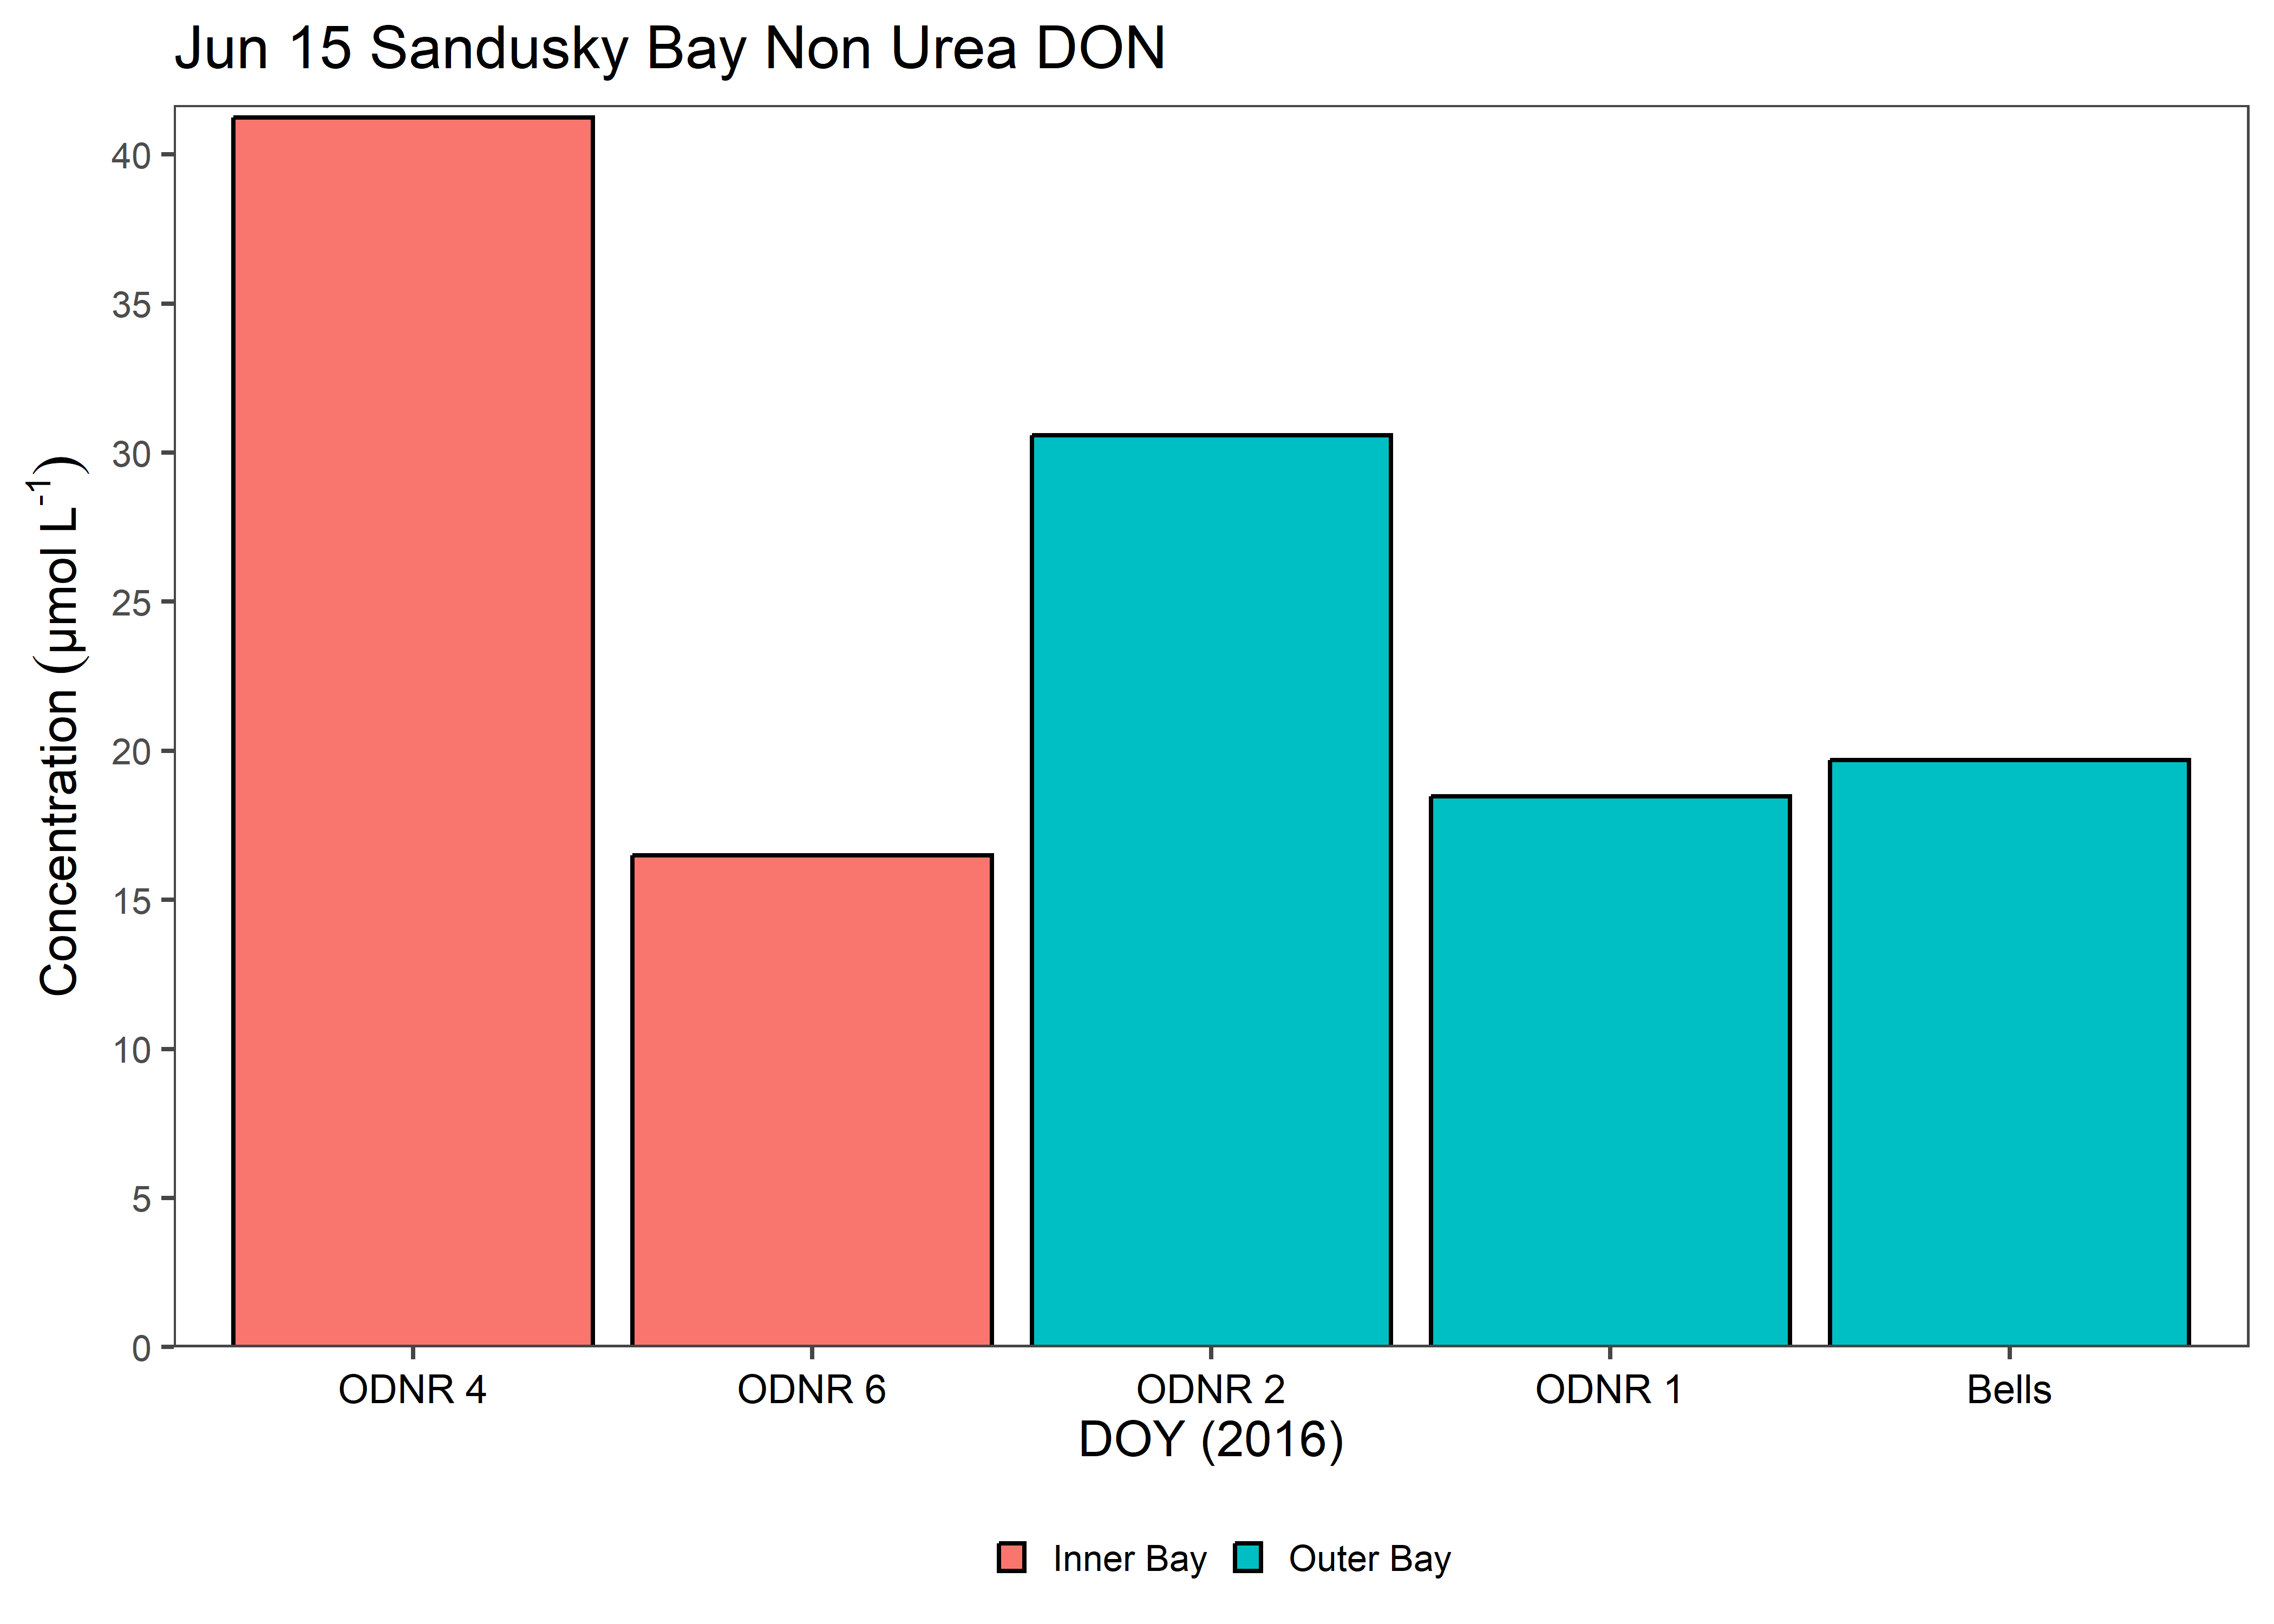 Jun 15 Sandusky Bay Non Urea DON
Concentration (µmol L⁻¹)
40
35
30
25
20
15
10
5
0
ODNR 4 ODNR 6 ODNR 2 ODNR 1 Bells
DOY (2016)
Inner Bay Outer Bay